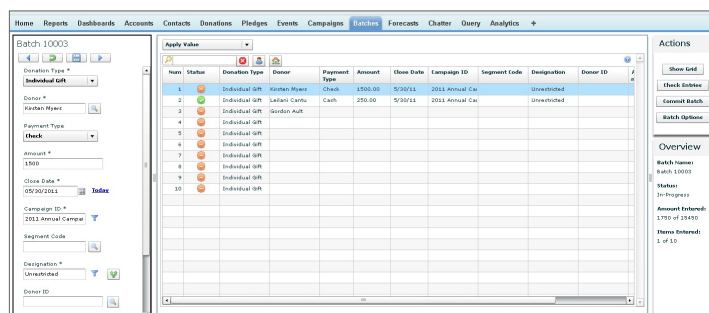 Home Reports Dashboards Accounts Contacts Donations Pledges Events Campaigns Batches Forecasts Chatter Query Analytics +
Batch 10003
Donation Type *
Individual Gift
Donor *
Kirsten Myers
Payment Type
Check
Amount *
1500
Close Date *
05/30/2011 Today
Campaign ID *
2011 Annual Campai
Segment Code
Designation *
Unrestricted
Donor ID
Apply Value
Num Status Donation Type Donor Payment Type Amount Close Date Campaign ID Segment Code Designation Donor ID
1 Individual Gift Kirsten Myers Check 1500.00 5/30/11 2011 Annual Cai Unrestricted
2 Individual Gift Leilani Cantu Cash 250.00 5/30/11 2011 Annual Cai Unrestricted
3 Individual Gift Gordon Ault
4 Individual Gift
5 Individual Gift
6 Individual Gift
7 Individual Gift
8 Individual Gift
9 Individual Gift
10 Individual Gift
Actions
Show Grid
Check Entries
Commit Batch
Batch Options
Overview
Batch Name:
Batch 10003
Status:
In-Progress
Amount Entered:
1750 of 15450
Items Entered:
1 of 10